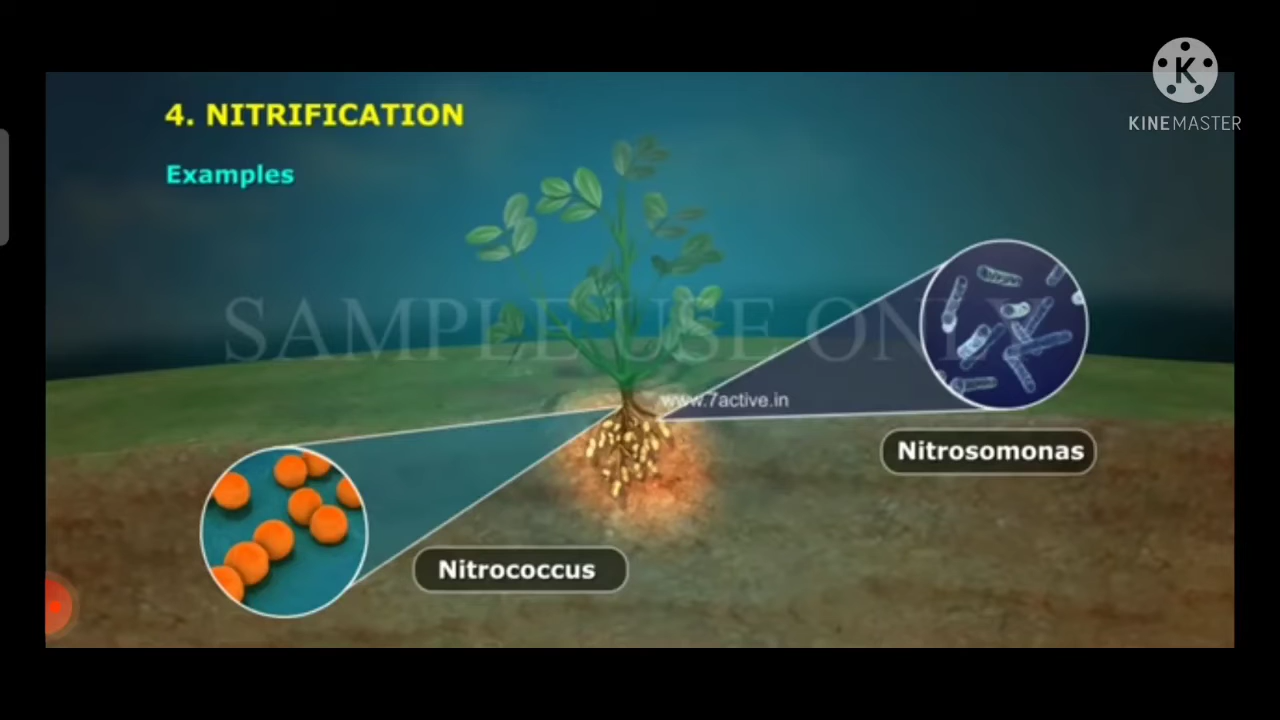 K
KINEMASTER
4. NITRIFICATION
Examples
SAMPLE USE ONLY
www.7active.in
Nitrosomonas
Nitrococcus